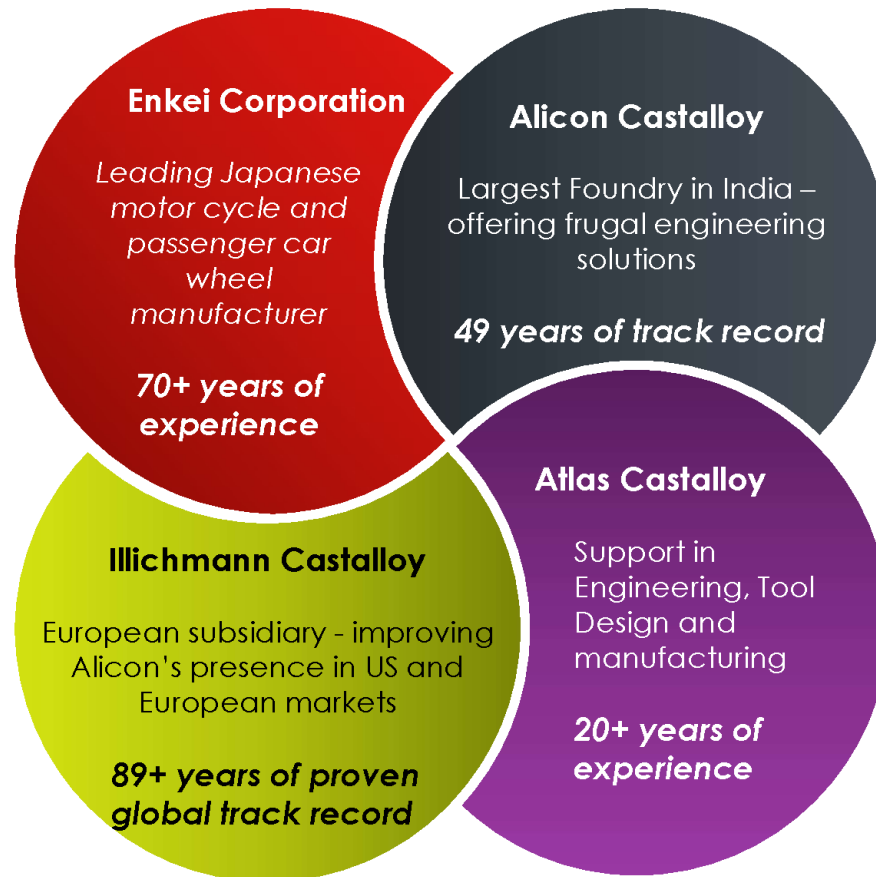 Enkei Corporation
Leading Japanese
motor cycle and
passenger car
wheel
manufacturer
70+ years of
experience
Alicon Castalloy
Largest Foundry in India –
offering frugal engineering
solutions
49 years of track record
Illichmann Castalloy
European subsidiary - improving
Alicon’s presence in US and
European markets
89+ years of proven
global track record
Atlas Castalloy
Support in
Engineering, Tool
Design and
manufacturing
20+ years of
experience